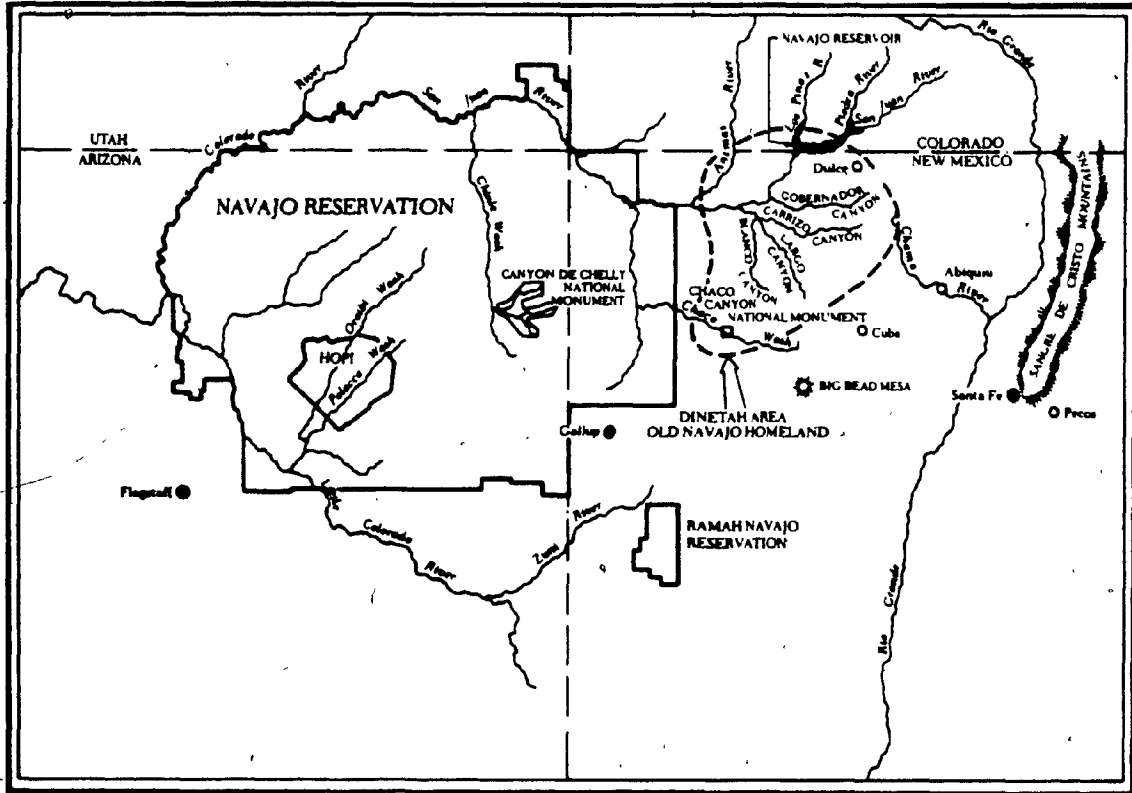 NAVAJO RESERVOIR
Rio Grande
River
San Juan River
River
Los Pinos R
Piedra River
San Juan River
Colorado
Animas
UTAH
ARIZONA
COLORADO
NEW MEXICO
Dulce
NAVAJO RESERVATION
Chinle Wash
GOBERNADOR
CANYON
CARRIZO
CANYON
BLANCO
CANYON
LARGO
CANYON
Chama
River
Abiquiu
SANGRE DE CRISTO MOUNTAINS
CANYON DE CHELLY
NATIONAL
MONUMENT
CHACO
CANYON
NATIONAL MONUMENT
Chaco Wash
Cuba
Oraibi Wash
HOPI
Polacca Wash
BIG BEAD MESA
Santa Fe
Pecos
DINETAH AREA
OLD NAVAJO HOMELAND
Gallup
Flagstaff
Little
Colorado
River
Zuni River
RAMAH NAVAJO
RESERVATION
Rio Grande